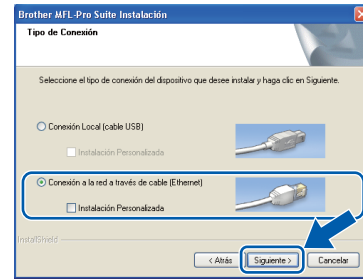 Brother MFL-Pro Suite Instalación
Tipo de Conexión
Seleccione el tipo de conexión del dispositivo que desee instalar y haga clic en Siguiente.
Conexión Local (cable USB)
Instalación Personalizada
Conexión a la red a través de cable (Ethernet)
Instalación Personalizada
InstallShield
< Atrás Siguiente > Cancelar